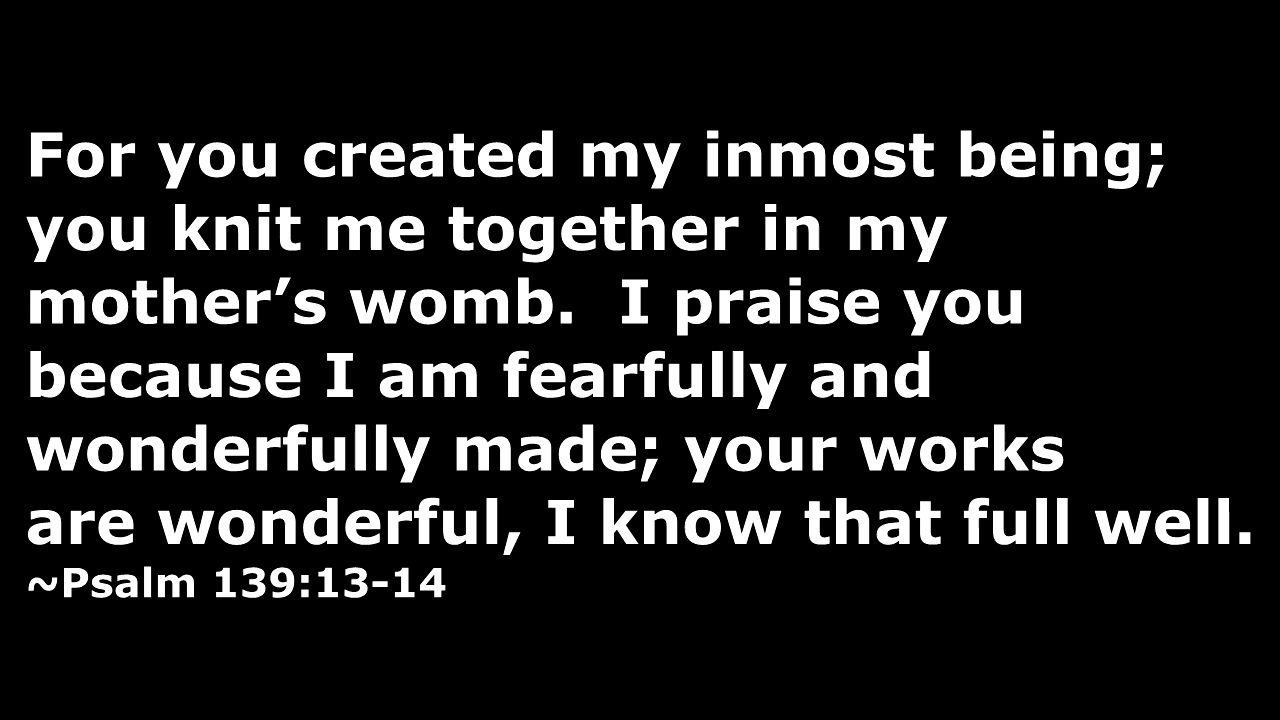 For you created my inmost being;
you knit me together in my
mother’s womb.  I praise you
because I am fearfully and
wonderfully made; your works
are wonderful, I know that full well.
~Psalm 139:13-14